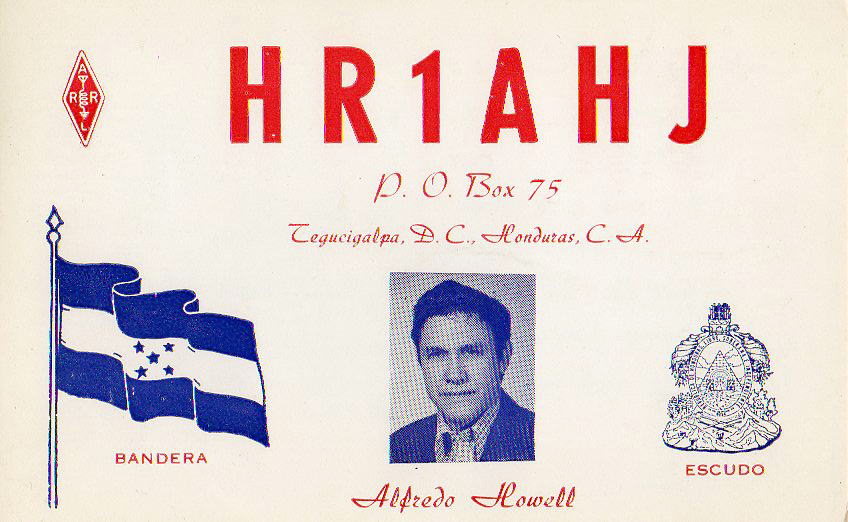 HR1AHJ
A
R R
L
P. O. Box 75
Tegucigalpa, D. C., Honduras, C. A.
BANDERA
ESCUDO
Alfredo Howell